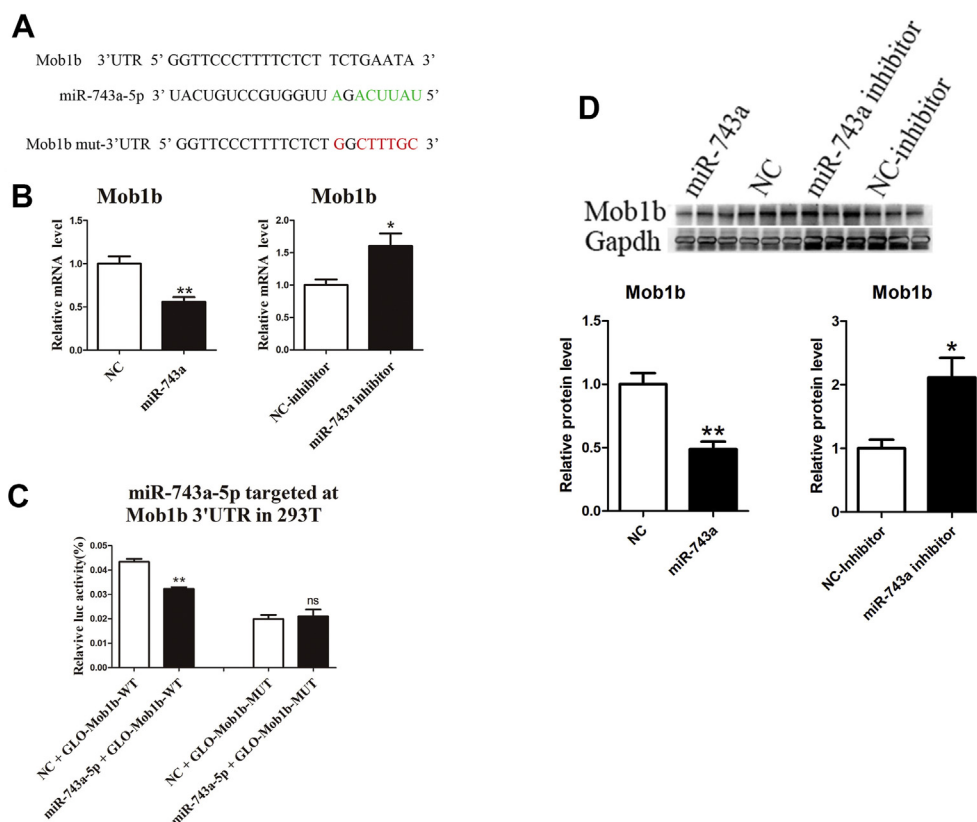 A
Mob1b 3'UTR 5' GGTTCCCTTTTCTCT TCTGAATA 3'
miR-743a-5p 3' UACUGUCCGUGGUU AGACUUAU 5'
Mob1b mut-3'UTR GGTTCCCTTTTCTCT GGCTTTGC 3'
B
Mob1b
Relative mRNA level
1.5
1.0
0.5
0.0
**
NC
miR-743a
Mob1b
Relative mRNA level
2.0
1.5
1.0
0.5
0.0
*
NC-inhibitor
miR-743a inhibitor
C
miR-743a-5p targeted at
Mob1b 3'UTR in 293T
Relavive luc activity(%)
0.05
0.04
0.03
0.02
0.01
0.00
**
ns
NC + GLO-Mob1b-WT
miR-743a-5p + GLO-Mob1b-WT
NC + GLO-Mob1b-MUT
miR-743a-5p + GLO-Mob1b-MUT
D
miR-743a
NC
miR-743a inhibitor
NC-inhibitor
Mob1b
Gapdh
Mob1b
Relative protein level
1.5
1.0
0.5
0.0
**
NC
miR-743a
Mob1b
Relative protein level
3
2
1
0
*
NC-Inhibitor
miR-743a inhibitor